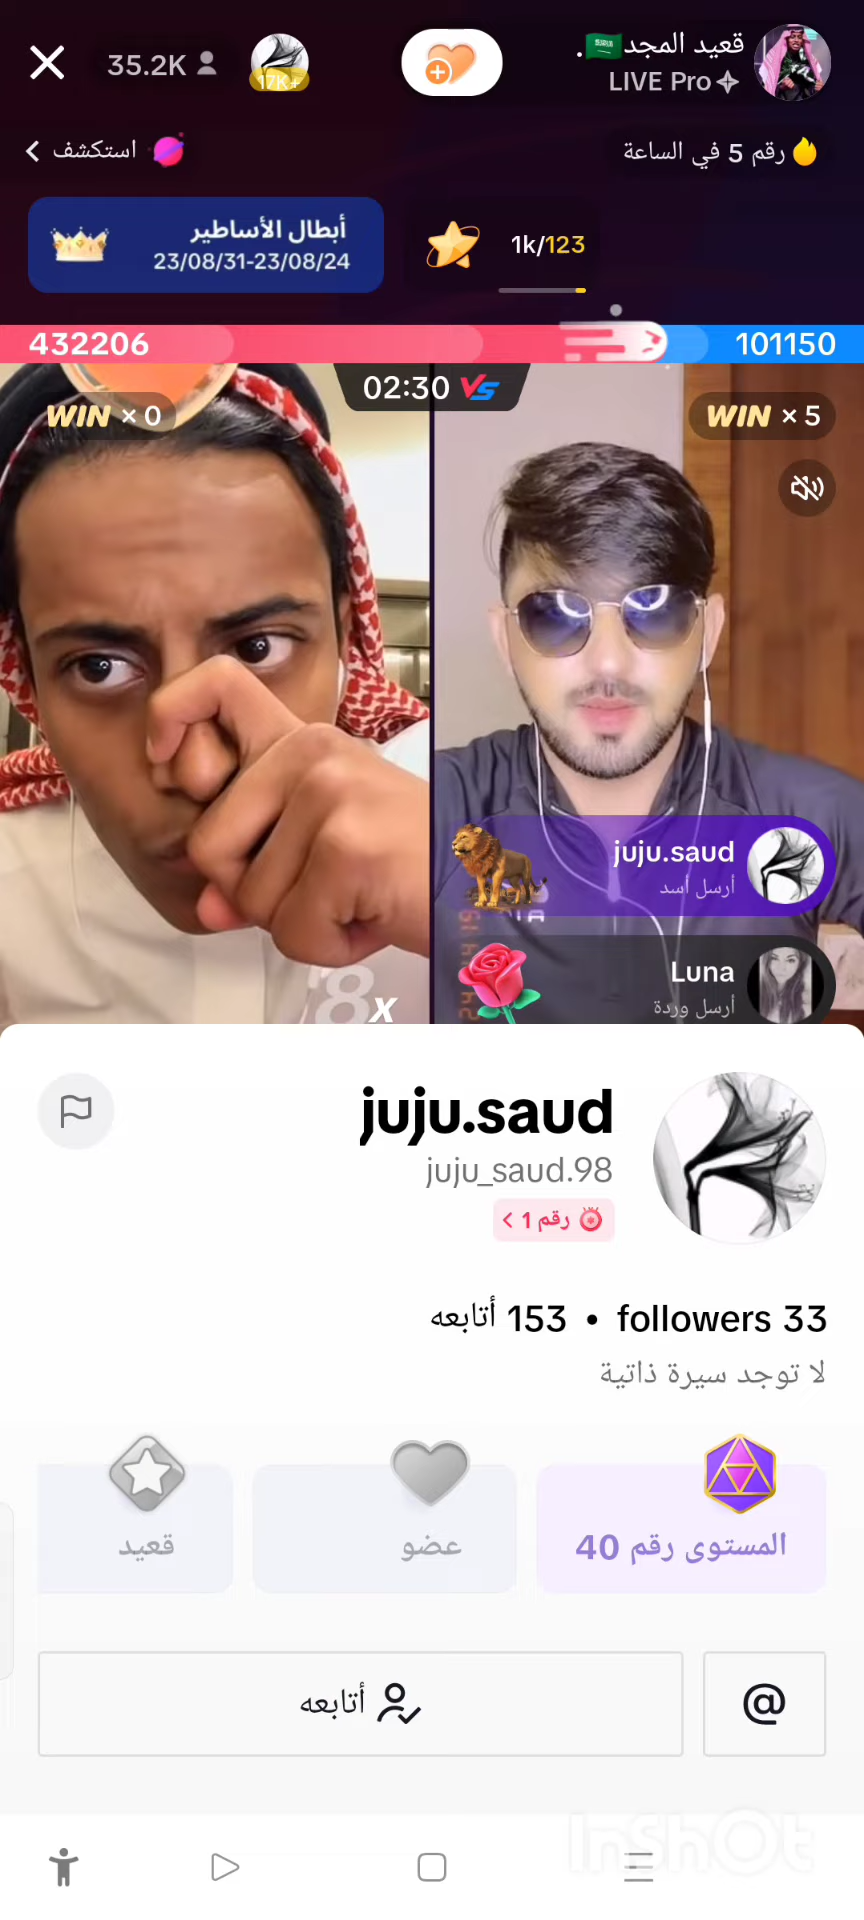 قعيد المجد🇸🇦.
LIVE Pro
35.2K
17K+
رقم 5 في الساعة
استكشف
أبطال الأساطير
23/08/31-23/08/24
1k/123
432206
101150
02:30 VS
WIN × 0
WIN × 5
juju.saud
أرسل أسد
Luna
أرسل وردة
8x
juju.saud
juju_saud.98
رقم 1
followers 33 • 153 أتابعه
لا توجد سيرة ذاتية
المستوى رقم 40
عضو
قعيد
أتابعه
@
InShOt